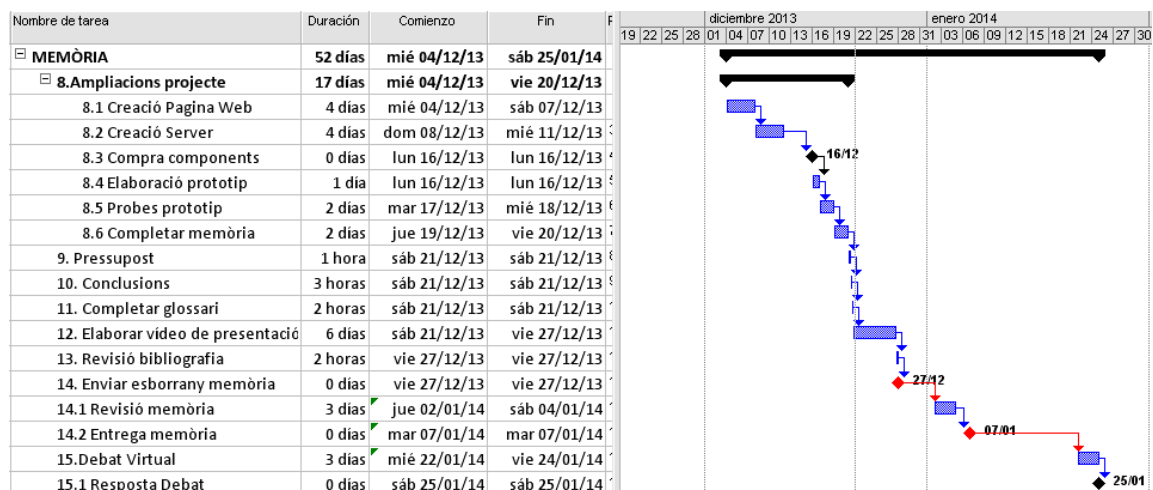 Nombre de tarea Duración Comienzo Fin diciembre 2013 enero 2014
19 22 25 28 01 04 07 10 13 16 19 22 25 28 31 03 06 09 12 15 18 21 24 27 30
MEMÒRIA 52 días mié 04/12/13 sáb 25/01/14
8.Ampliacions projecte 17 días mié 04/12/13 vie 20/12/13
8.1 Creació Pagina Web 4 días mié 04/12/13 sáb 07/12/13
8.2 Creació Server 4 días dom 08/12/13 mié 11/12/13
8.3 Compra components 0 días lun 16/12/13 lun 16/12/13 16/12
8.4 Elaboració prototip 1 día lun 16/12/13 lun 16/12/13
8.5 Probes prototip 2 días mar 17/12/13 mié 18/12/13
8.6 Completar memòria 2 días jue 19/12/13 vie 20/12/13
9. Pressupost 1 hora sáb 21/12/13 sáb 21/12/13
10. Conclusions 3 horas sáb 21/12/13 sáb 21/12/13
11. Completar glossari 2 horas sáb 21/12/13 sáb 21/12/13
12. Elaborar vídeo de presentació 6 días sáb 21/12/13 vie 27/12/13
13. Revisió bibliografia 2 horas vie 27/12/13 vie 27/12/13
14. Enviar esborrany memòria 0 días vie 27/12/13 vie 27/12/13 27/12
14.1 Revisió memòria 3 días jue 02/01/14 sáb 04/01/14
14.2 Entrega memòria 0 días mar 07/01/14 mar 07/01/14 07/01
15.Debat Virtual 3 días mié 22/01/14 vie 24/01/14
15.1 Resposta Debat 0 días sáb 25/01/14 sáb 25/01/14 25/01